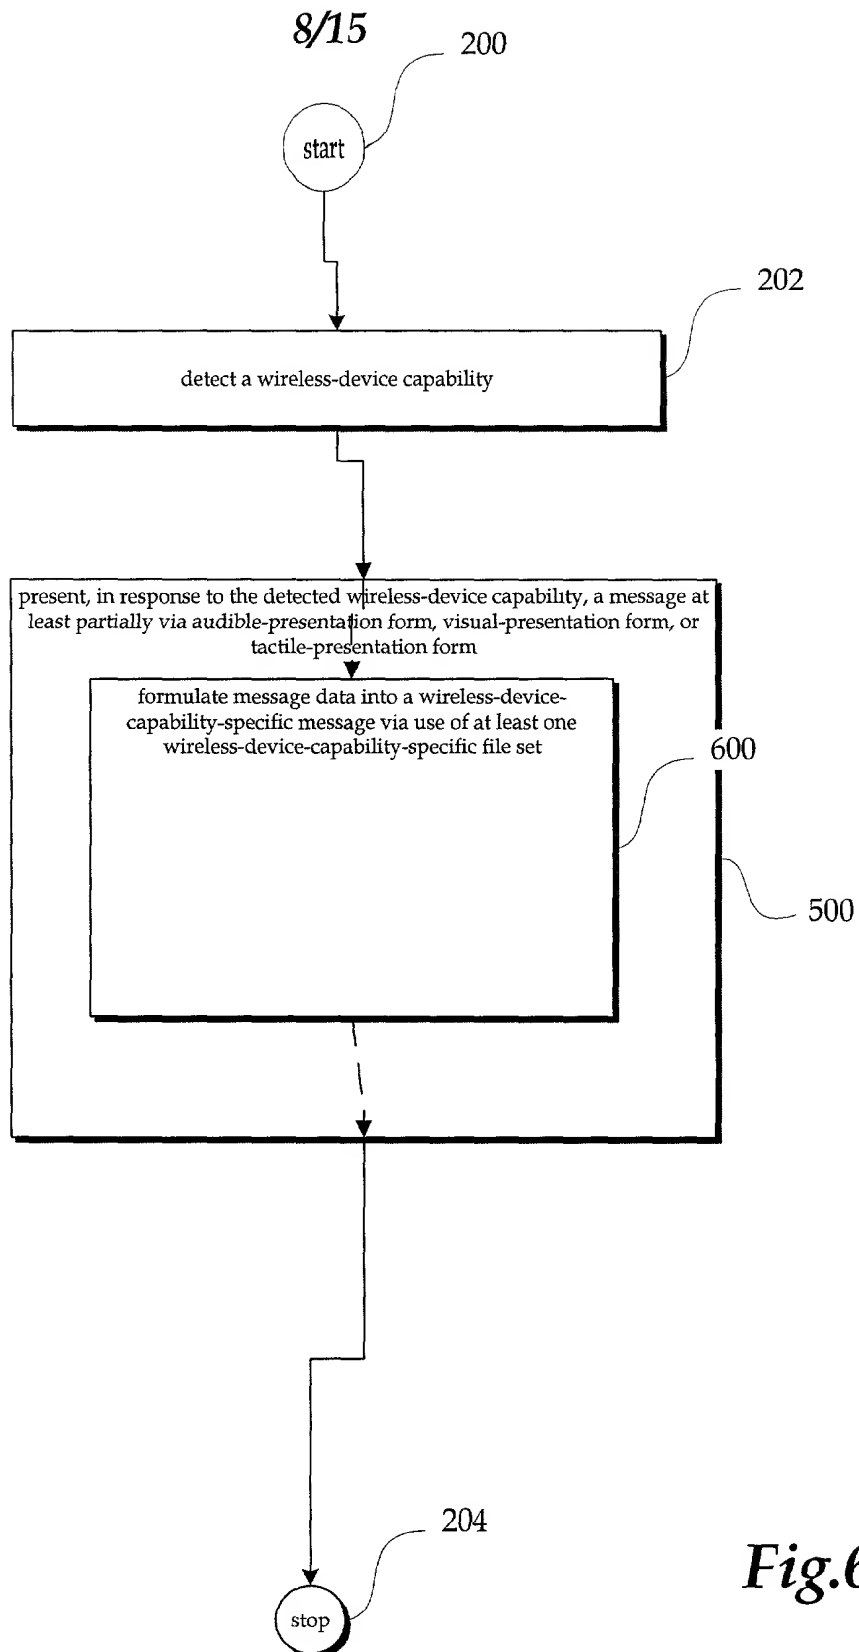 8/15
200
start
202
detect a wireless-device capability
present, in response to the detected wireless-device capability, a message at
least partially via audible-presentation form, visual-presentation form, or
tactile-presentation form
formulate message data into a wireless-device-
capability-specific message via use of at least one
wireless-device-capability-specific file set
600
500
204
stop
Fig.6